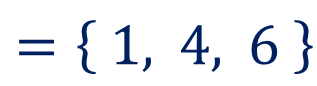 = { 1, 4, 6 }